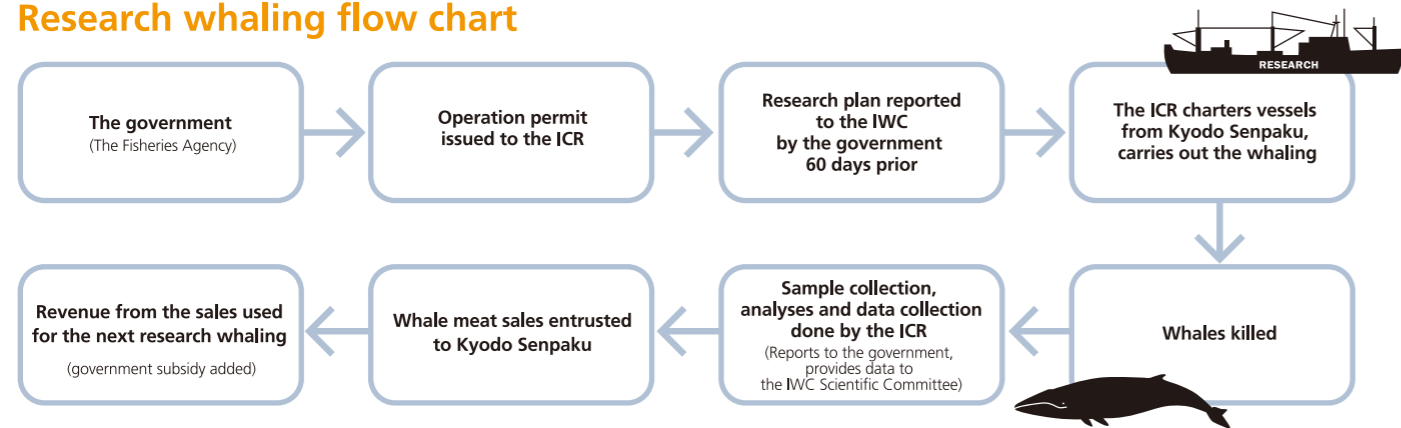 Research whaling flow chart
RESEARCH
The government
(The Fisheries Agency)
Operation permit
issued to the ICR
Research plan reported
to the IWC
by the government
60 days prior
The ICR charters vessels
from Kyodo Senpaku,
carries out the whaling
Whales killed
Sample collection,
analyses and data collection
done by the ICR
(Reports to the government,
provides data to
the IWC Scientific Committee)
Whale meat sales entrusted
to Kyodo Senpaku
Revenue from the sales used
for the next research whaling
(government subsidy added)